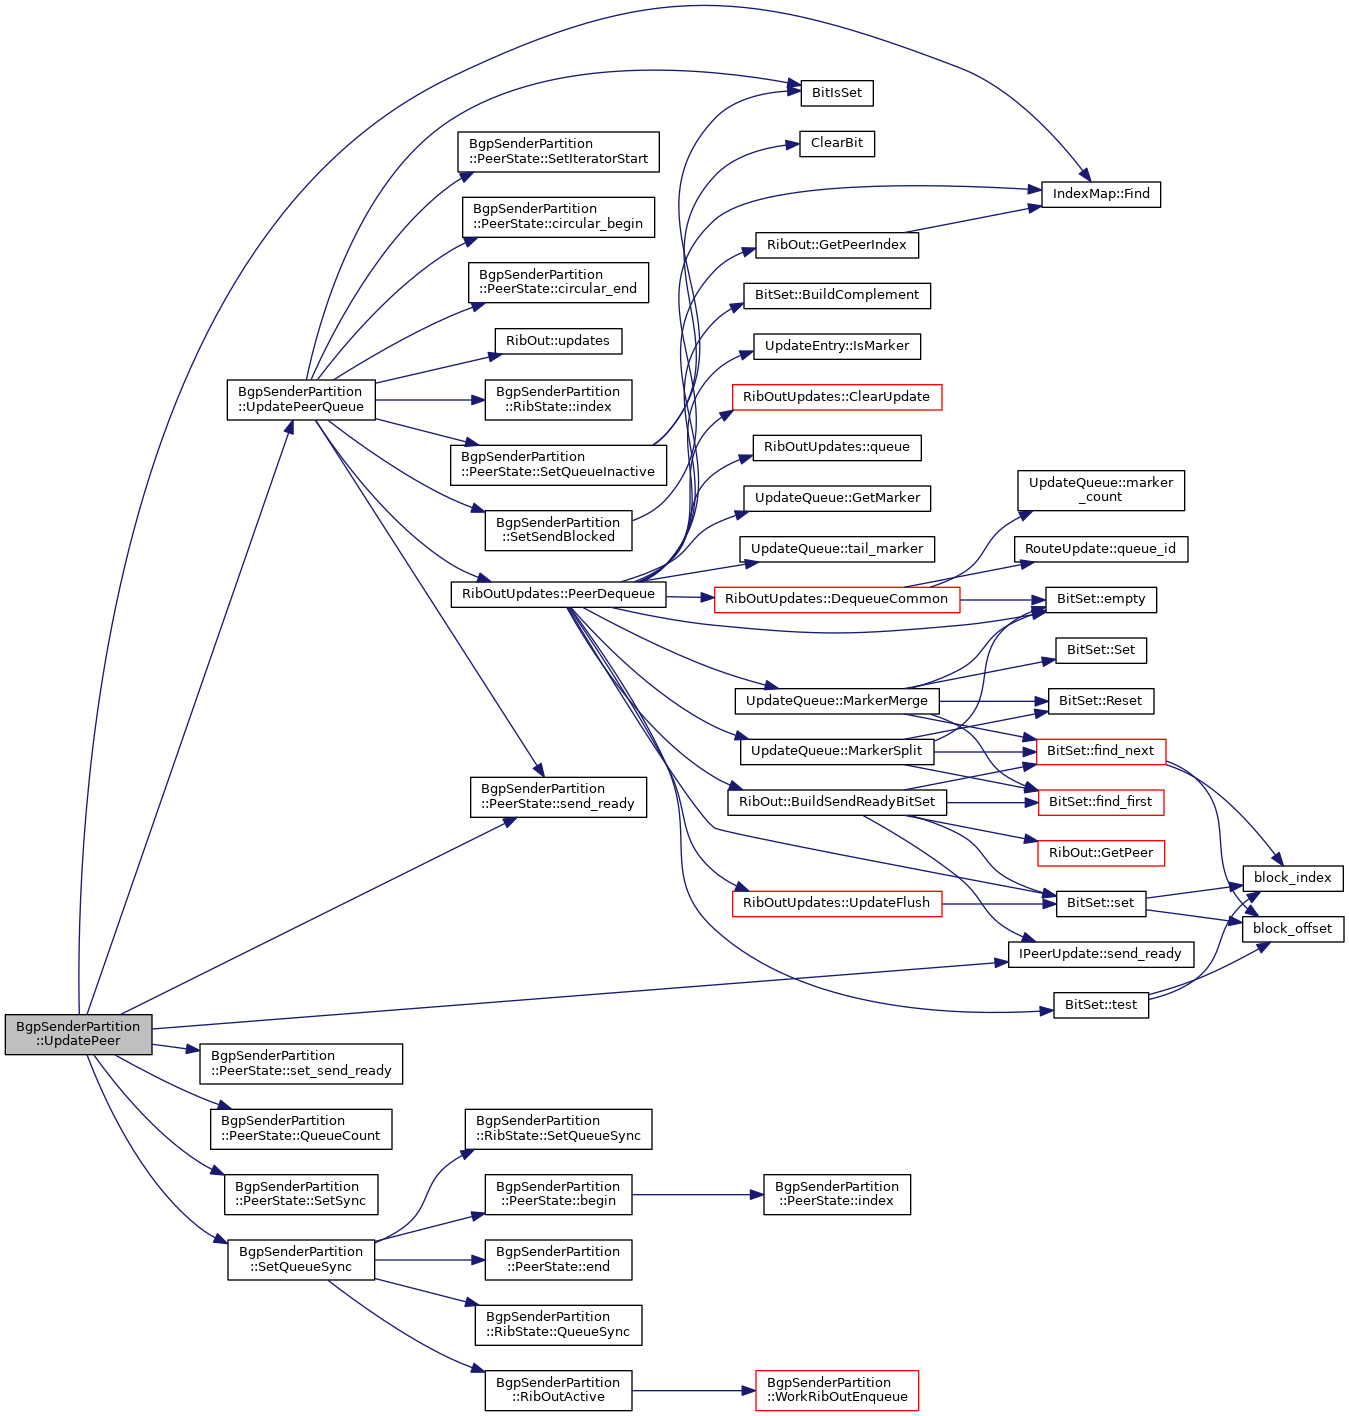 BitIsSet
BgpSenderPartition
::PeerState::SetIteratorStart
ClearBit
IndexMap::Find
BgpSenderPartition
::PeerState::circular_begin
RibOut::GetPeerIndex
BgpSenderPartition
::PeerState::circular_end
BitSet::BuildComplement
RibOut::updates
UpdateEntry::IsMarker
BgpSenderPartition
::UpdatePeerQueue
BgpSenderPartition
::RibState::index
RibOutUpdates::ClearUpdate
BgpSenderPartition
::PeerState::SetQueueInactive
RibOutUpdates::queue
UpdateQueue::marker
_count
UpdateQueue::GetMarker
BgpSenderPartition
::SetSendBlocked
UpdateQueue::tail_marker
RouteUpdate::queue_id
RibOutUpdates::PeerDequeue
RibOutUpdates::DequeueCommon
BitSet::empty
BitSet::Set
UpdateQueue::MarkerMerge
BitSet::Reset
UpdateQueue::MarkerSplit
BitSet::find_next
BgpSenderPartition
::PeerState::send_ready
RibOut::BuildSendReadyBitSet
BitSet::find_first
RibOut::GetPeer
block_index
RibOutUpdates::UpdateFlush
BitSet::set
block_offset
IPeerUpdate::send_ready
BitSet::test
BgpSenderPartition
::UpdatePeer
BgpSenderPartition
::PeerState::set_send_ready
BgpSenderPartition
::PeerState::QueueCount
BgpSenderPartition
::RibState::SetQueueSync
BgpSenderPartition
::PeerState::SetSync
BgpSenderPartition
::PeerState::begin
BgpSenderPartition
::PeerState::index
BgpSenderPartition
::SetQueueSync
BgpSenderPartition
::PeerState::end
BgpSenderPartition
::RibState::QueueSync
BgpSenderPartition
::RibOutActive
BgpSenderPartition
::WorkRibOutEnqueue